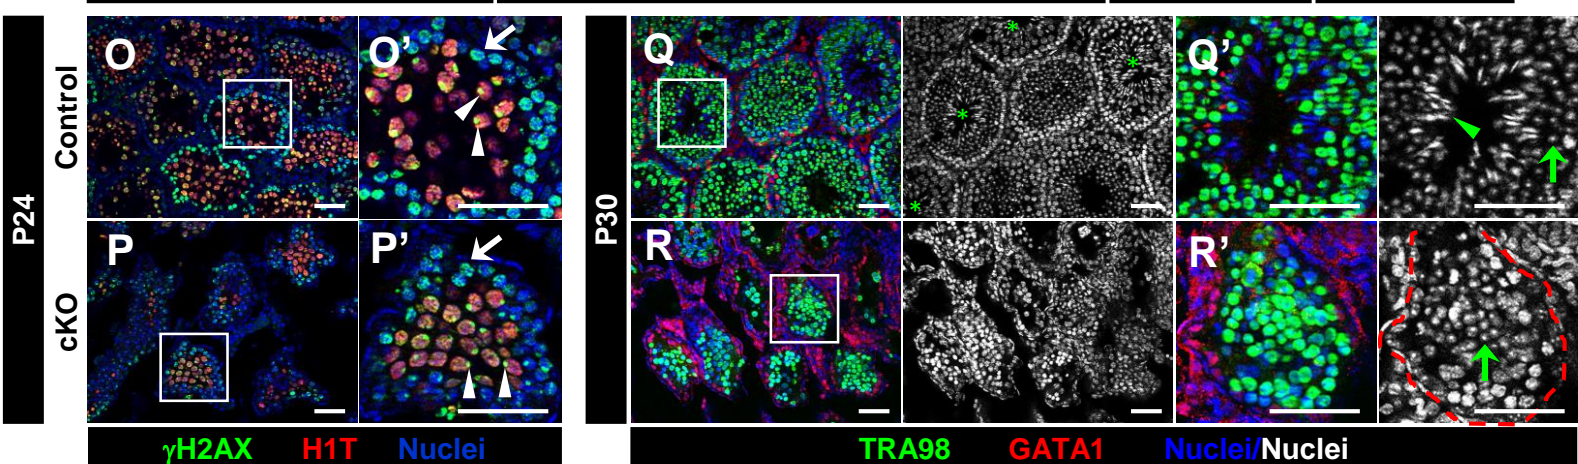 P24
Control
cKO
O
O’
P
P’
P30
Q
*
*
*
*
Q’
R
R’
γH2AX H1T Nuclei
TRA98 GATA1 Nuclei/Nuclei